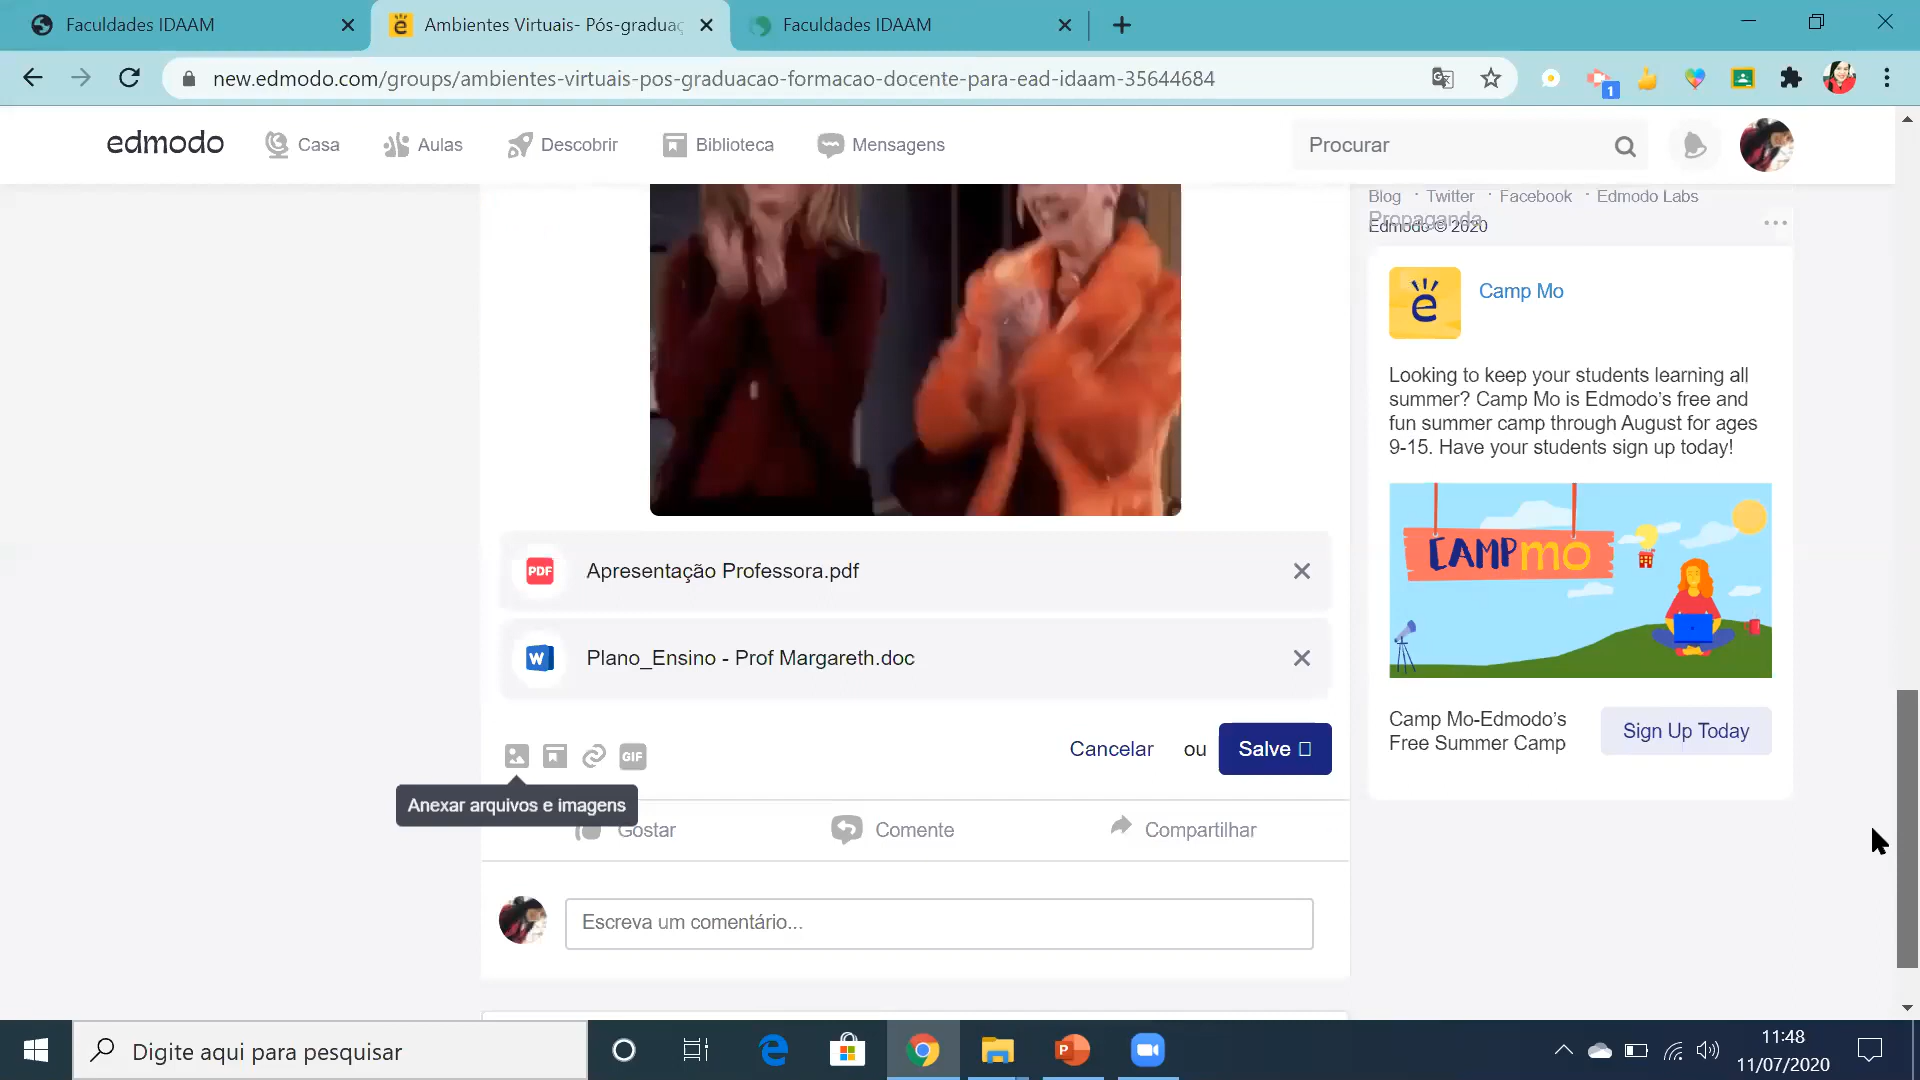 Faculdades IDAAM
Ambientes Virtuais- Pós-graduaç
Faculdades IDAAM
new.edmodo.com/groups/ambientes-virtuais-pos-graduacao-formacao-docente-para-ead-idaam-35644684
1
edmodo
Casa
Aulas
Descobrir
Biblioteca
Mensagens
Procurar
Blog · Twitter · Facebook · Edmodo Labs
Propaganda
Edmodo © 2020
Camp Mo
Looking to keep your students learning all
summer? Camp Mo is Edmodo's free and
fun summer camp through August for ages
9-15. Have your students sign up today!
CAMP mo
Camp Mo-Edmodo's
Free Summer Camp
Sign Up Today
PDF
Apresentação Professora.pdf
W
Plano_Ensino - Prof Margareth.doc
GIF
Cancelar ou Salve
Anexar arquivos e imagens
Gostar
Comente
Compartilhar
Escreva um comentário...
Digite aqui para pesquisar
11:48
11/07/2020